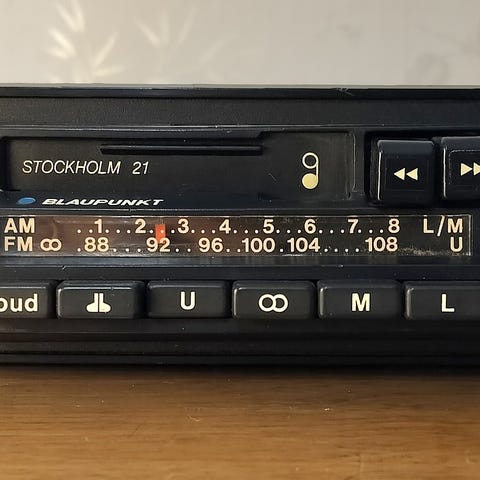 STOCKHOLM 21
BLAUPUNKT
AM ..1...2...3...4...5...6...7...8 L/M
FM .88...92...96...100.104....108 U
oud U M L